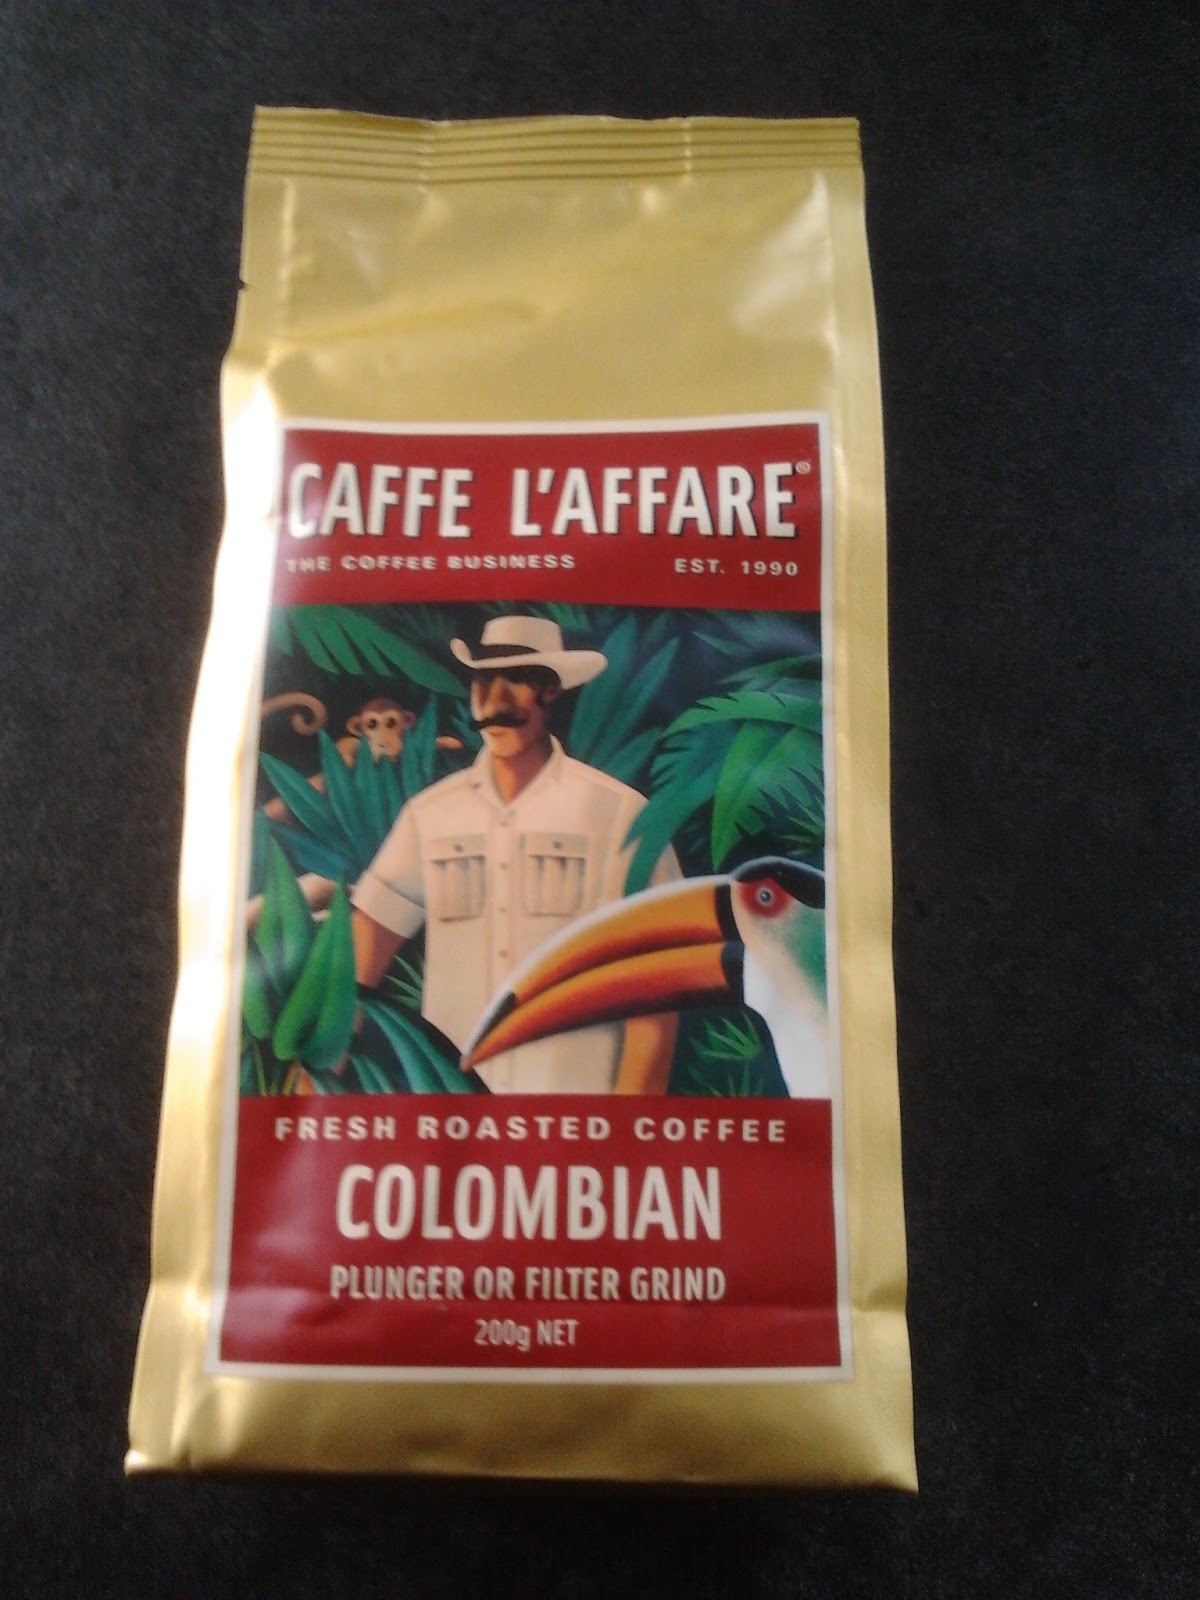 CAFFE L'AFFARE®
THE COFFEE BUSINESS EST. 1990
FRESH ROASTED COFFEE
COLOMBIAN
PLUNGER OR FILTER GRIND
200g NET